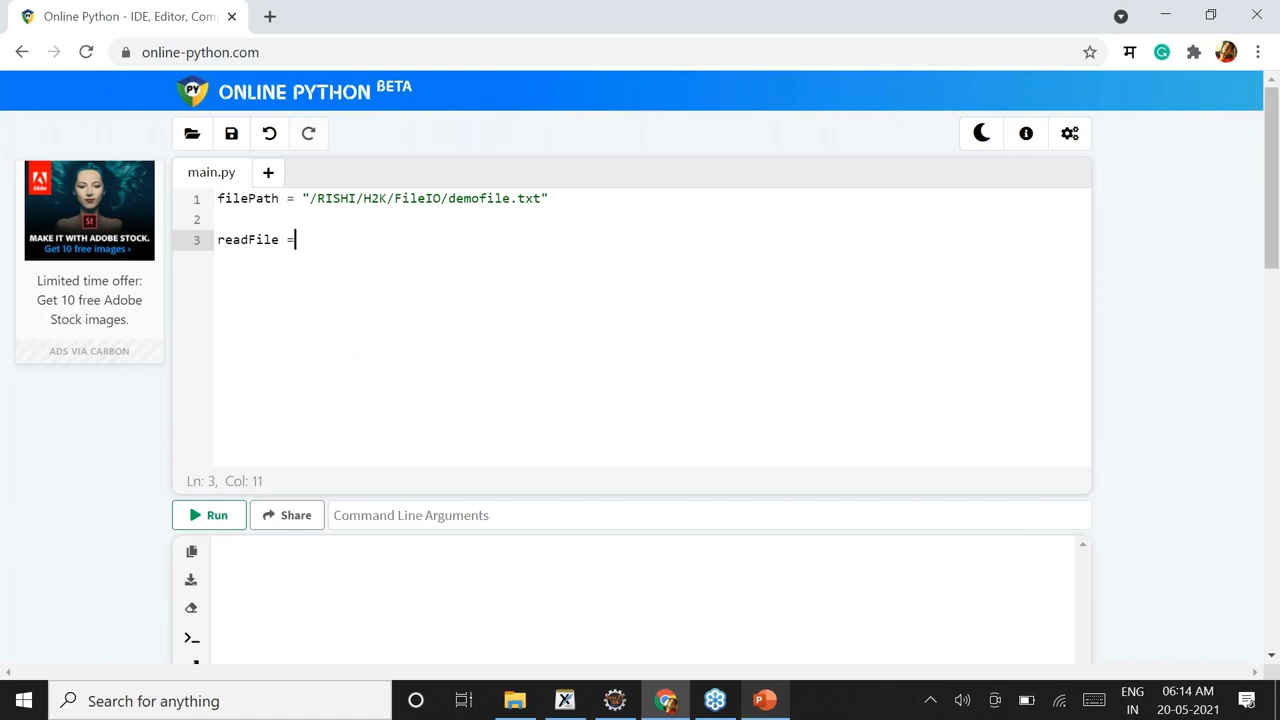 Online Python - IDE, Editor, Com
online-python.com
म
G
PY
ONLINE PYTHON BETA
main.py
+
1 filePath = "/RISHI/H2K/FileIO/demofile.txt"
2
3 readFile =
Ln: 3, Col: 11
Run
Share
Command Line Arguments
Adobe
St
MAKE IT WITH ADOBE STOCK.
Get 10 free images ›
Limited time offer:
Get 10 free Adobe
Stock images.
ADS VIA CARBON
Search for anything
ENG
IN
06:14 AM
20-05-2021